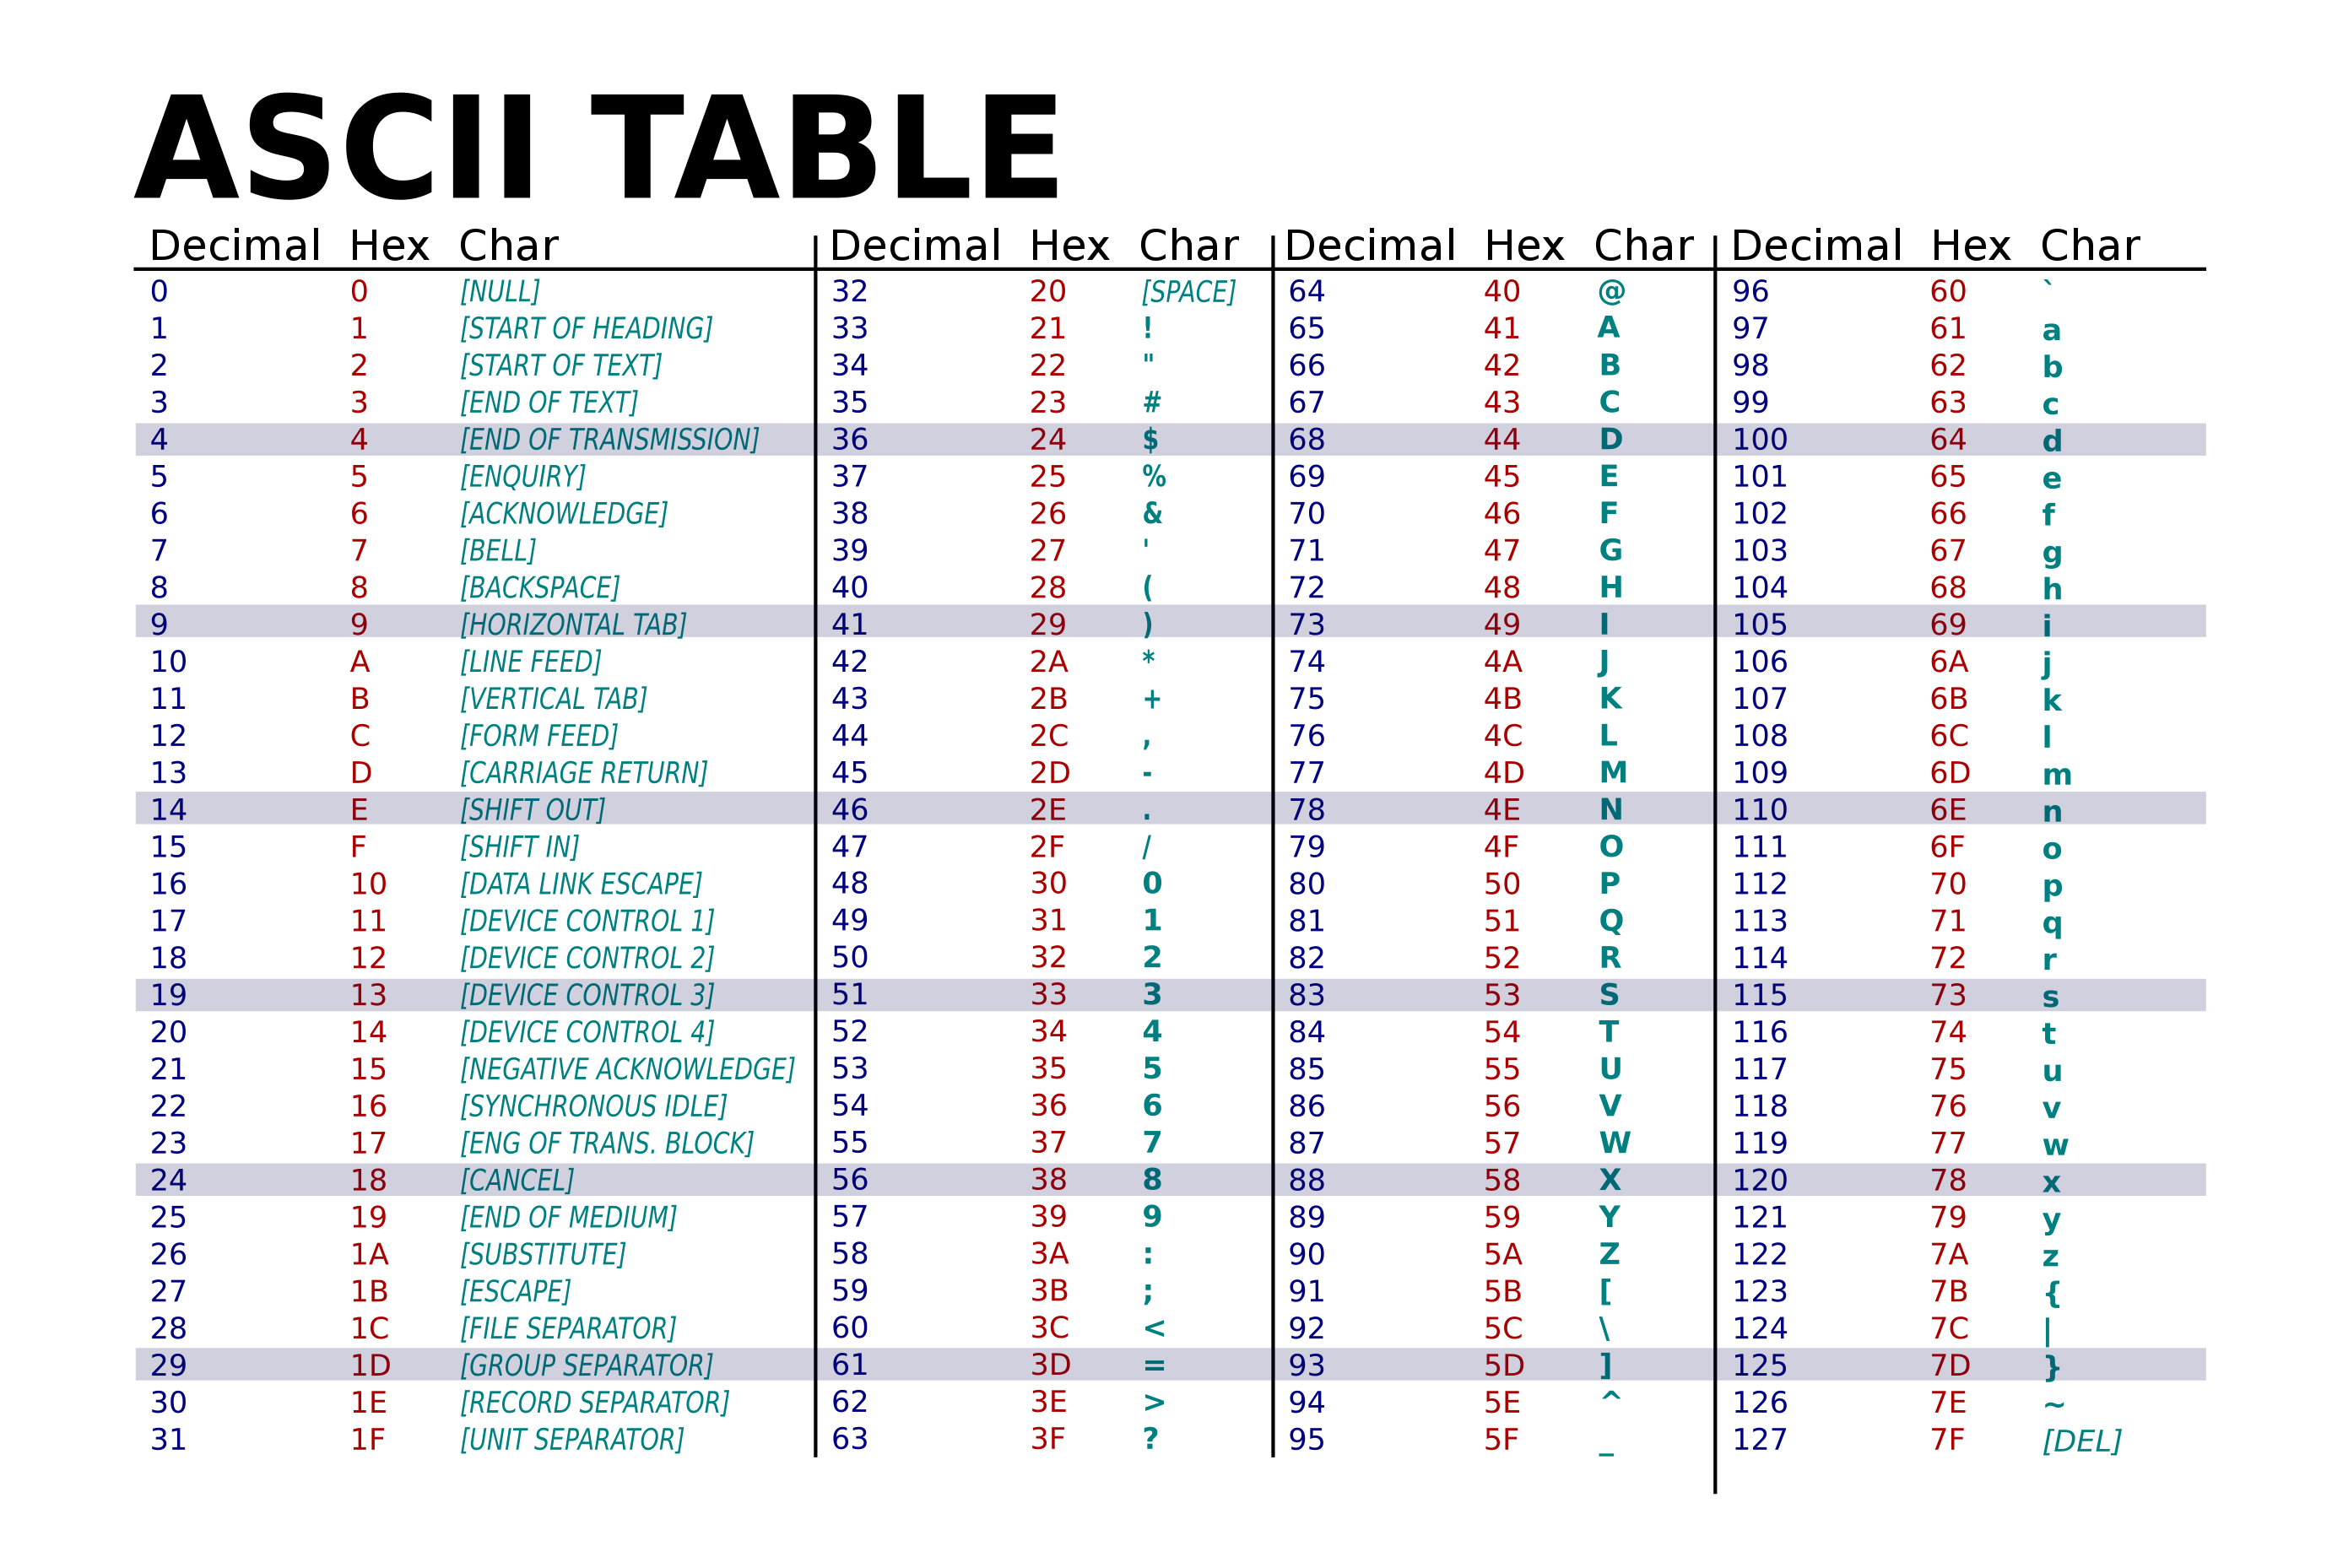 ASCII TABLE
Decimal Hex Char Decimal Hex Char Decimal Hex Char Decimal Hex Char
0 0 [NULL] 32 20 [SPACE] 64 40 @ 96 60 `
1 1 [START OF HEADING] 33 21 ! 65 41 A 97 61 a
2 2 [START OF TEXT] 34 22 " 66 42 B 98 62 b
3 3 [END OF TEXT] 35 23 # 67 43 C 99 63 c
4 4 [END OF TRANSMISSION] 36 24 $ 68 44 D 100 64 d
5 5 [ENQUIRY] 37 25 % 69 45 E 101 65 e
6 6 [ACKNOWLEDGE] 38 26 & 70 46 F 102 66 f
7 7 [BELL] 39 27 ' 71 47 G 103 67 g
8 8 [BACKSPACE] 40 28 ( 72 48 H 104 68 h
9 9 [HORIZONTAL TAB] 41 29 ) 73 49 I 105 69 i
10 A [LINE FEED] 42 2A * 74 4A J 106 6A j
11 B [VERTICAL TAB] 43 2B + 75 4B K 107 6B k
12 C [FORM FEED] 44 2C , 76 4C L 108 6C l
13 D [CARRIAGE RETURN] 45 2D - 77 4D M 109 6D m
14 E [SHIFT OUT] 46 2E . 78 4E N 110 6E n
15 F [SHIFT IN] 47 2F / 79 4F O 111 6F o
16 10 [DATA LINK ESCAPE] 48 30 0 80 50 P 112 70 p
17 11 [DEVICE CONTROL 1] 49 31 1 81 51 Q 113 71 q
18 12 [DEVICE CONTROL 2] 50 32 2 82 52 R 114 72 r
19 13 [DEVICE CONTROL 3] 51 33 3 83 53 S 115 73 s
20 14 [DEVICE CONTROL 4] 52 34 4 84 54 T 116 74 t
21 15 [NEGATIVE ACKNOWLEDGE] 53 35 5 85 55 U 117 75 u
22 16 [SYNCHRONOUS IDLE] 54 36 6 86 56 V 118 76 v
23 17 [ENG OF TRANS. BLOCK] 55 37 7 87 57 W 119 77 w
24 18 [CANCEL] 56 38 8 88 58 X 120 78 x
25 19 [END OF MEDIUM] 57 39 9 89 59 Y 121 79 y
26 1A [SUBSTITUTE] 58 3A : 90 5A Z 122 7A z
27 1B [ESCAPE] 59 3B ; 91 5B [ 123 7B {
28 1C [FILE SEPARATOR] 60 3C < 92 5C \ 124 7C |
29 1D [GROUP SEPARATOR] 61 3D = 93 5D ] 125 7D }
30 1E [RECORD SEPARATOR] 62 3E > 94 5E ^ 126 7E ~
31 1F [UNIT SEPARATOR] 63 3F ? 95 5F _ 127 7F [DEL]